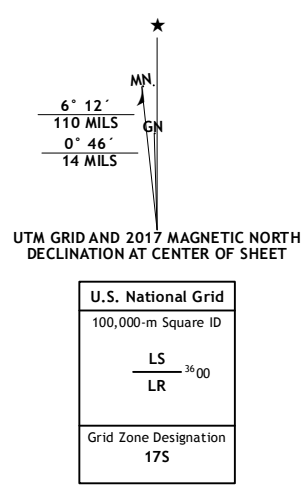 ★
MN.
6° 12´
110 MILS
GN
0° 46´
14 MILS
UTM GRID AND 2017 MAGNETIC NORTH
DECLINATION AT CENTER OF SHEET
U.S. National Grid
100,000-m Square ID
LS
3600
LR
Grid Zone Designation
17S